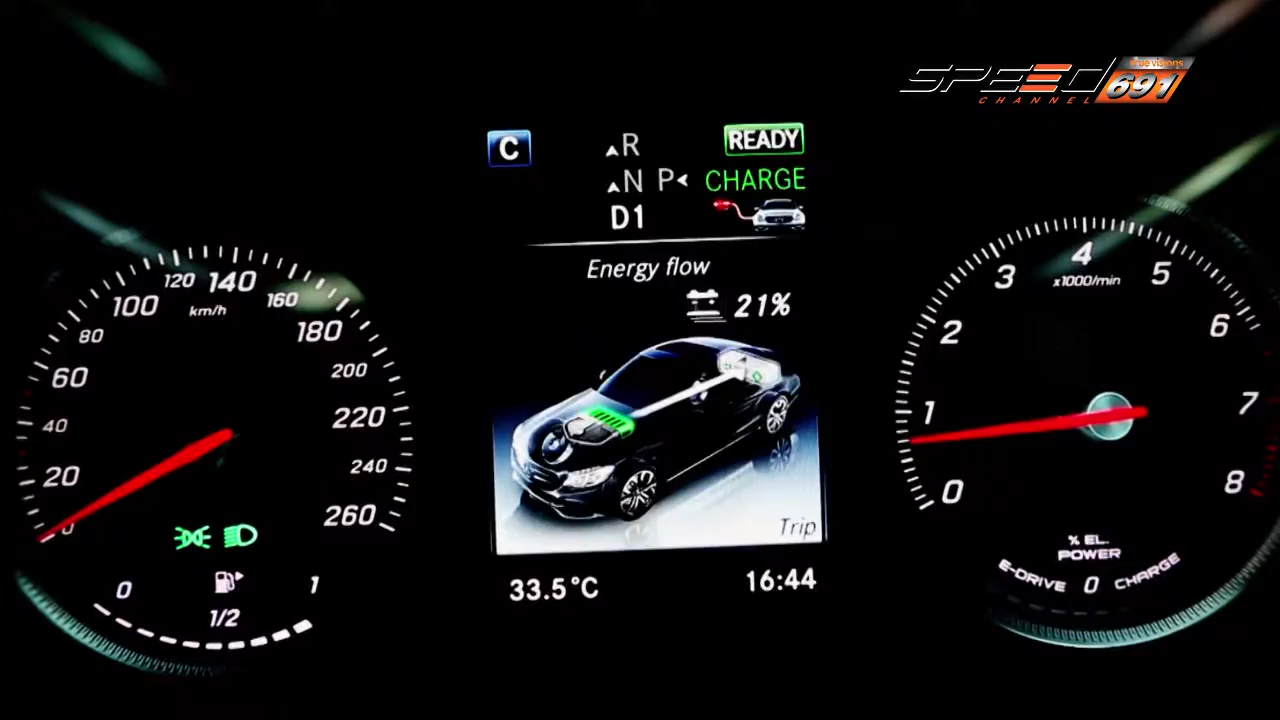 SPEED
CHANNEL
true visions
691
C
R
N P
D1
READY
CHARGE
Energy flow
21%
Trip
33.5°C
16:44
0
20
40
60
80
100
120
140
160
180
200
220
240
260
km/h
0
1/2
1
0
1
2
3
4
5
6
7
8
x1000/min
% EL.
POWER
E-DRIVE 0 CHARGE